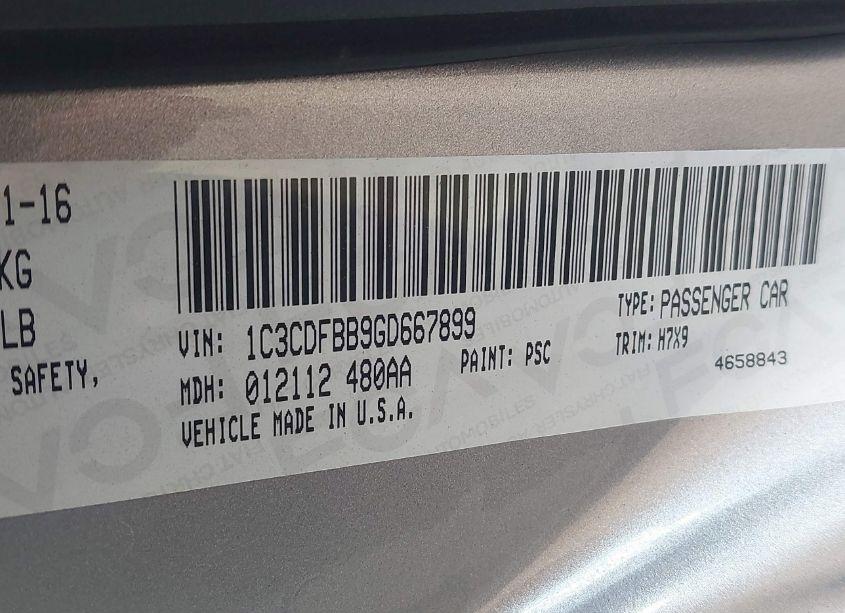 1-16
KG
LB
SAFETY,
VIN: 1C3CDFBB9GD667899
TYPE: PASSENGER CAR
MDH: 012112 480AA
PAINT: PSC
TRIM: H7X9
VEHICLE MADE IN U.S.A.
4658843